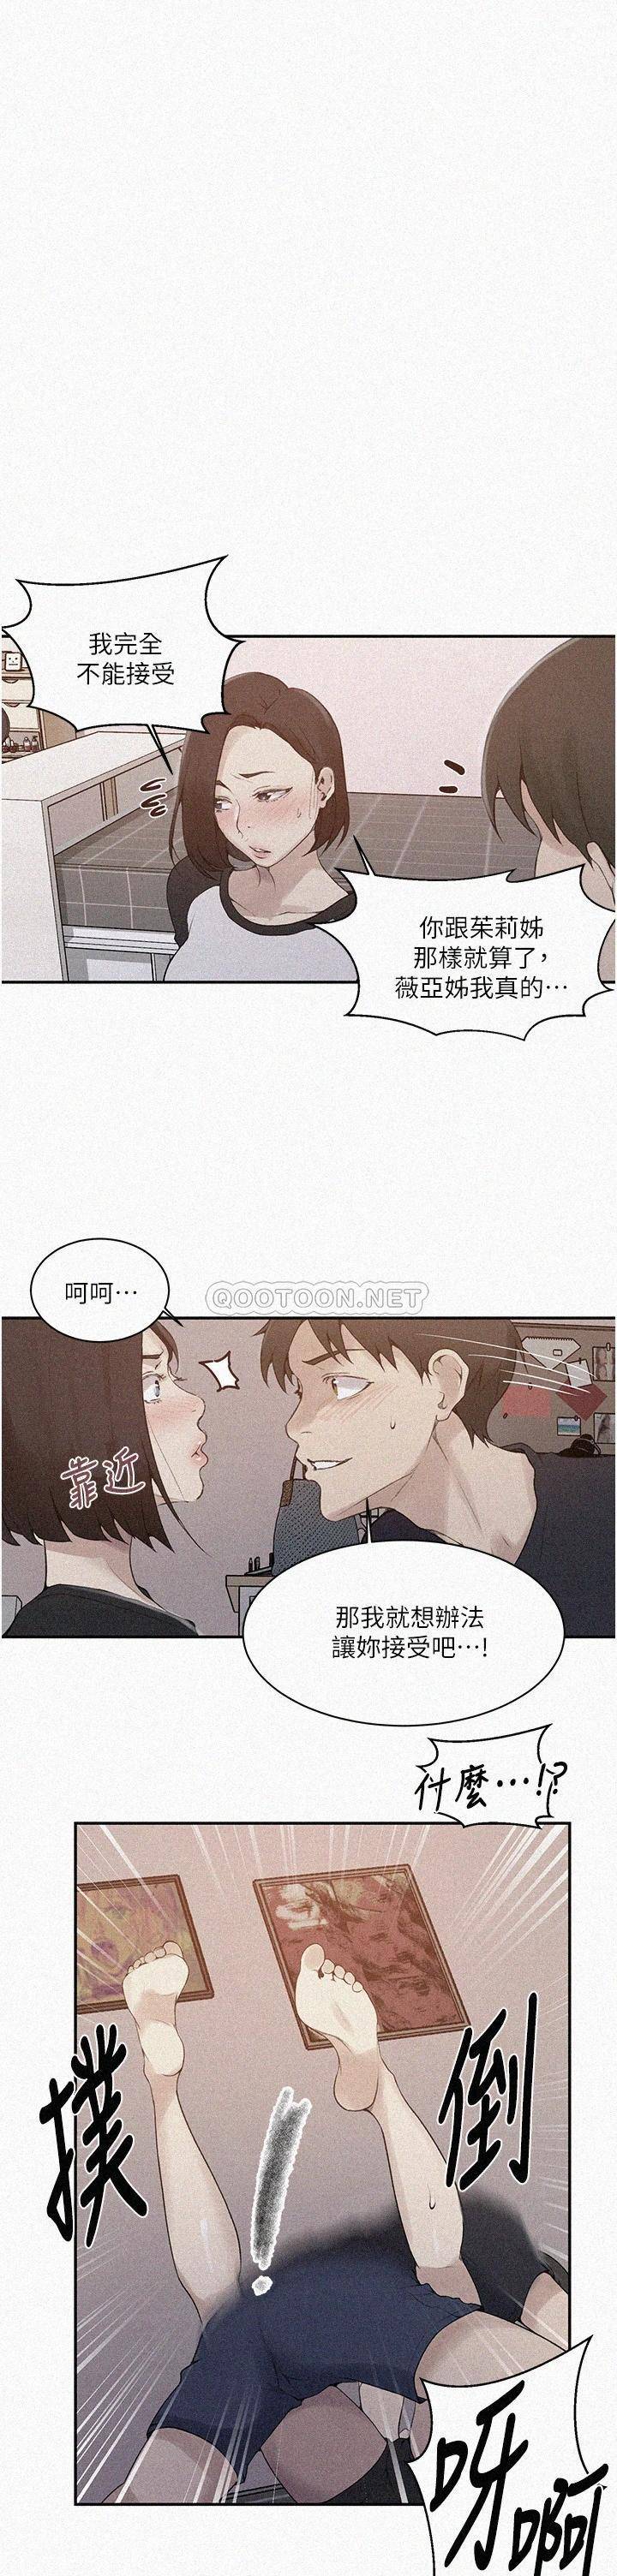 我完全
不能接受
你跟茱莉姊
那樣就算了，
薇亞姊我真的…
呵呵…
QOOTOON.NET
靠近
那我就想辦法
讓妳接受吧…!
什麼…!?
撲倒
呀啊